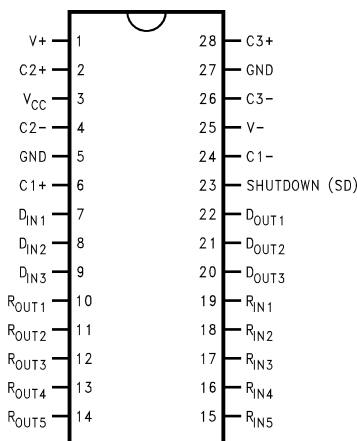 V+ 1 28 C3+
C2+ 2 27 GND
VCC 3 26 C3-
C2- 4 25 V-
GND 5 24 C1-
C1+ 6 23 SHUTDOWN (SD)
DIN1 7 22 DOUT1
DIN2 8 21 DOUT2
DIN3 9 20 DOUT3
ROUT1 10 19 RIN1
ROUT2 11 18 RIN2
ROUT3 12 17 RIN3
ROUT4 13 16 RIN4
ROUT5 14 15 RIN5